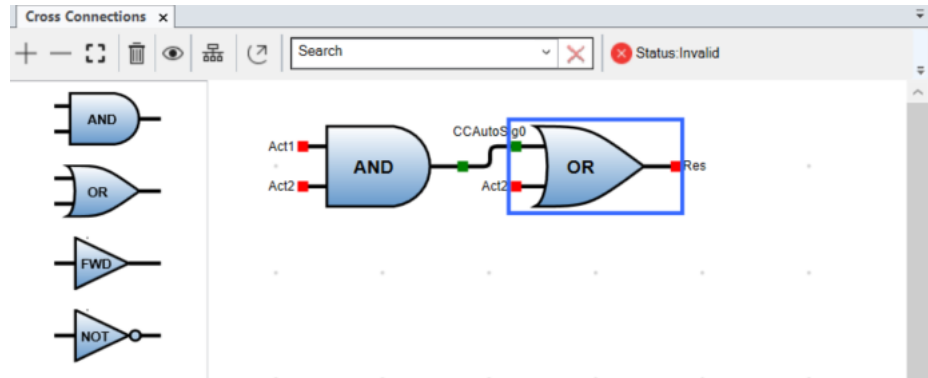 Cross Connections x
Search
Status:Invalid
AND
OR
FWD
NOT
Act1
Act2
AND
CCAutoSig0
Act2
OR
Res